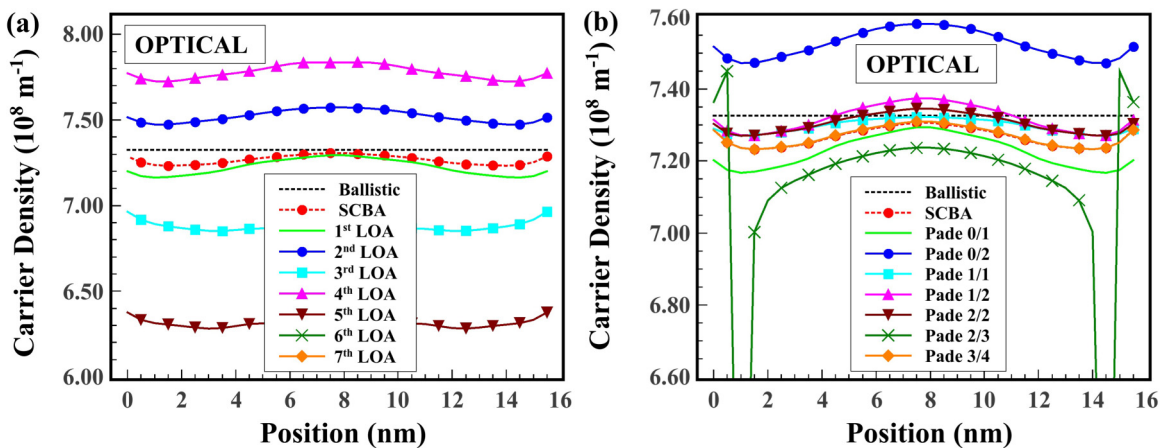 (a)
OPTICAL
Carrier Density (10⁸ m⁻¹)
8.00
7.50
7.00
6.50
6.00
Ballistic
SCBA
1ˢᵗ LOA
2ⁿᵈ LOA
3ʳᵈ LOA
4ᵗʰ LOA
5ᵗʰ LOA
6ᵗʰ LOA
7ᵗʰ LOA
0 2 4 6 8 10 12 14 16
Position (nm)
(b)
OPTICAL
Carrier Density (10⁸ m⁻¹)
7.60
7.40
7.20
7.00
6.80
6.60
Ballistic
SCBA
Pade 0/1
Pade 0/2
Pade 1/1
Pade 1/2
Pade 2/2
Pade 2/3
Pade 3/4
0 2 4 6 8 10 12 14 16
Position (nm)